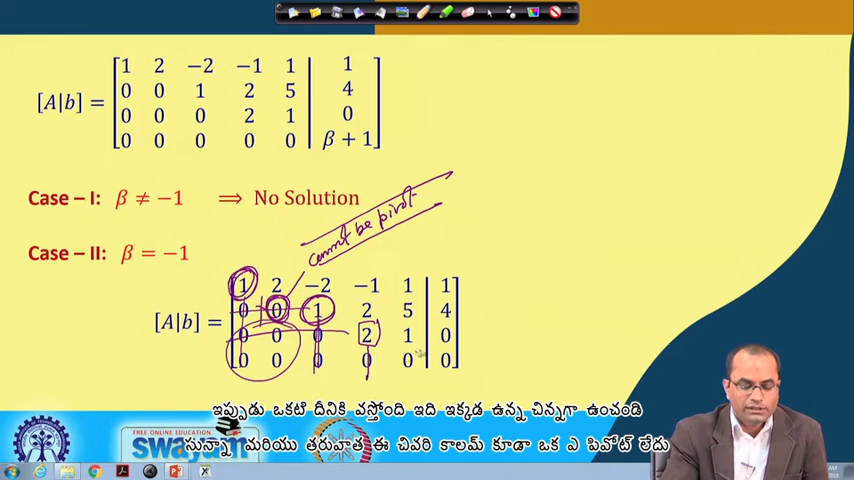 [A|b] = [1 2 −2 −1 1 | 1
0 0 1 2 5 | 4
0 0 0 2 1 | 0
0 0 0 0 0 | β + 1]
Case – I: β ≠ −1 ⟹ No Solution
cannot be pivot
Case – II: β = −1
[A|b] = [1 2 −2 −1 1 | 1
0 0 1 2 5 | 4
0 0 0 2 1 | 0
0 0 0 0 0 | 0]
ఇప్పుడు ఒకటి దీనికి వస్తోంది ఇది ఇక్కడ ఉన్న చిన్నగా ఉంచండి
సున్నా మరియు తరువాత ఈ చివరి కాలమ్ కూడా ఒక ఎ పివోట్ లేదు
FREE ONLINE EDUCATION
swayam